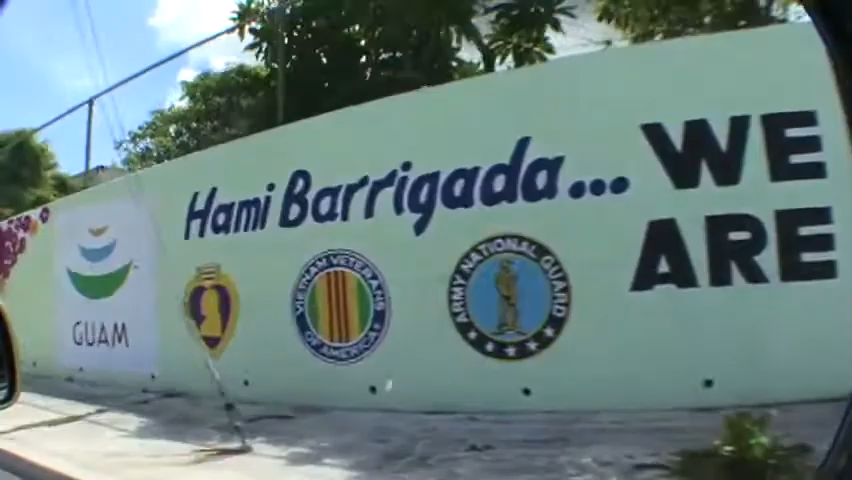 Hami Barrigada... WE
ARE
GUAM
VIETNAM VETERANS
OF AMERICA
ARMY NATIONAL GUARD